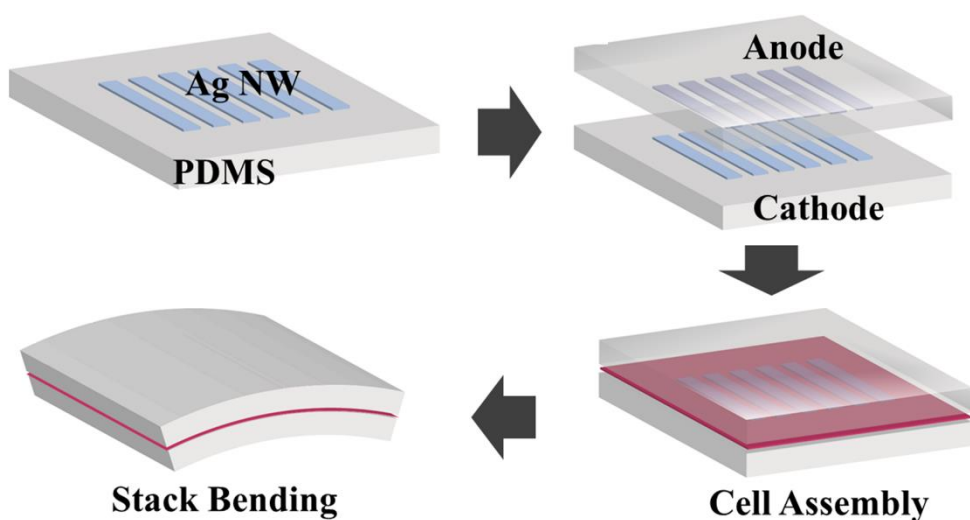 Ag NW
PDMS
Anode
Cathode
Stack Bending
Cell Assembly